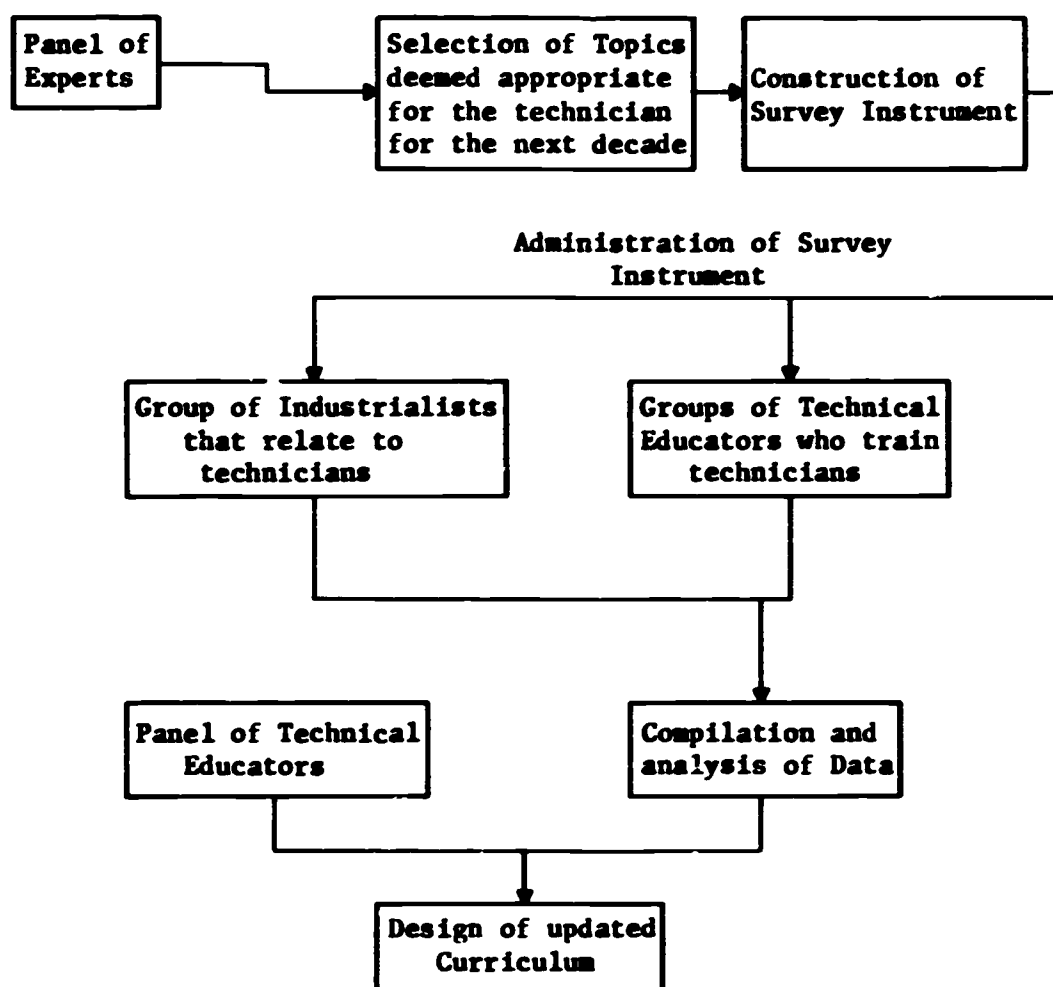 Panel of
Experts
Selection of Topics
deemed appropriate
for the technician
for the next decade
Construction of
Survey Instrument
Administration of Survey
Instrument
Group of Industrialists
that relate to
technicians
Groups of Technical
Educators who train
technicians
Panel of Technical
Educators
Compilation and
analysis of Data
Design of updated
Curriculum